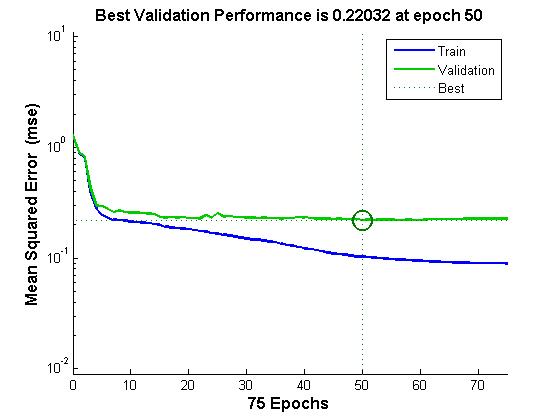 Best Validation Performance is 0.22032 at epoch 50
10^1
Train
Validation
Best
10^0
Mean Squared Error (mse)
10^-1
10^-2
0 10 20 30 40 50 60 70
75 Epochs